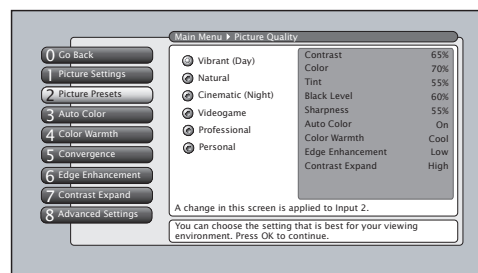 Main Menu ▶ Picture Quality
0 Go Back
1 Picture Settings
2 Picture Presets
3 Auto Color
4 Color Warmth
5 Convergence
6 Edge Enhancement
7 Contrast Expand
8 Advanced Settings
Vibrant (Day)
Natural
Cinematic (Night)
Videogame
Professional
Personal
Contrast 65%
Color 70%
Tint 55%
Black Level 60%
Sharpness 55%
Auto Color On
Color Warmth Cool
Edge Enhancement Low
Contrast Expand High
A change in this screen is applied to Input 2.
You can choose the setting that is best for your viewing
environment. Press OK to continue.